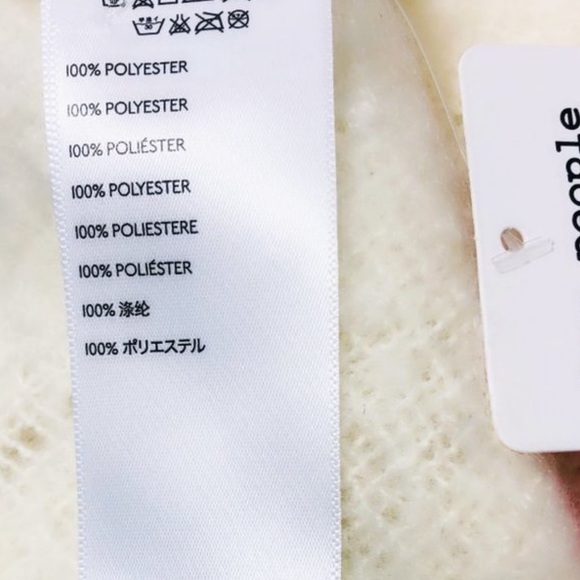 100% POLYESTER
100% POLYESTER
100% POLIÉSTER
100% POLYESTER
100% POLIESTERE
100% POLIÉSTER
100% 涤纶
100% ポリエステル
people